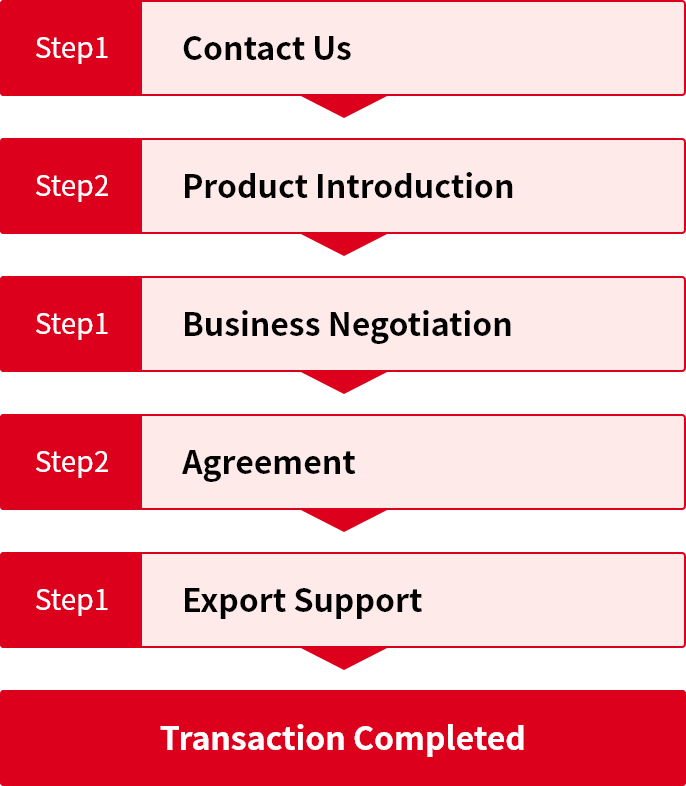 Step1 Contact Us
Step2 Product Introduction
Step1 Business Negotiation
Step2 Agreement
Step1 Export Support
Transaction Completed